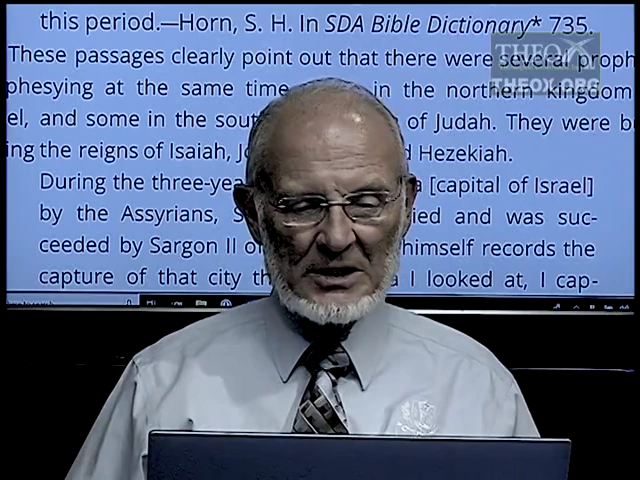 this period.—Horn, S. H. In SDA Bible Dictionary* 735.
THEOX
These passages clearly point out that there were several proph
THEOX.ORG
phesying at the same time in the northern kingdom
el, and some in the sou of Judah. They were b
ing the reigns of Isaiah, Jo d Hezekiah.
During the three-yea a [capital of Israel]
by the Assyrians, S ied and was suc-
ceeded by Sargon II o himself records the
capture of that city th a I looked at, I cap-